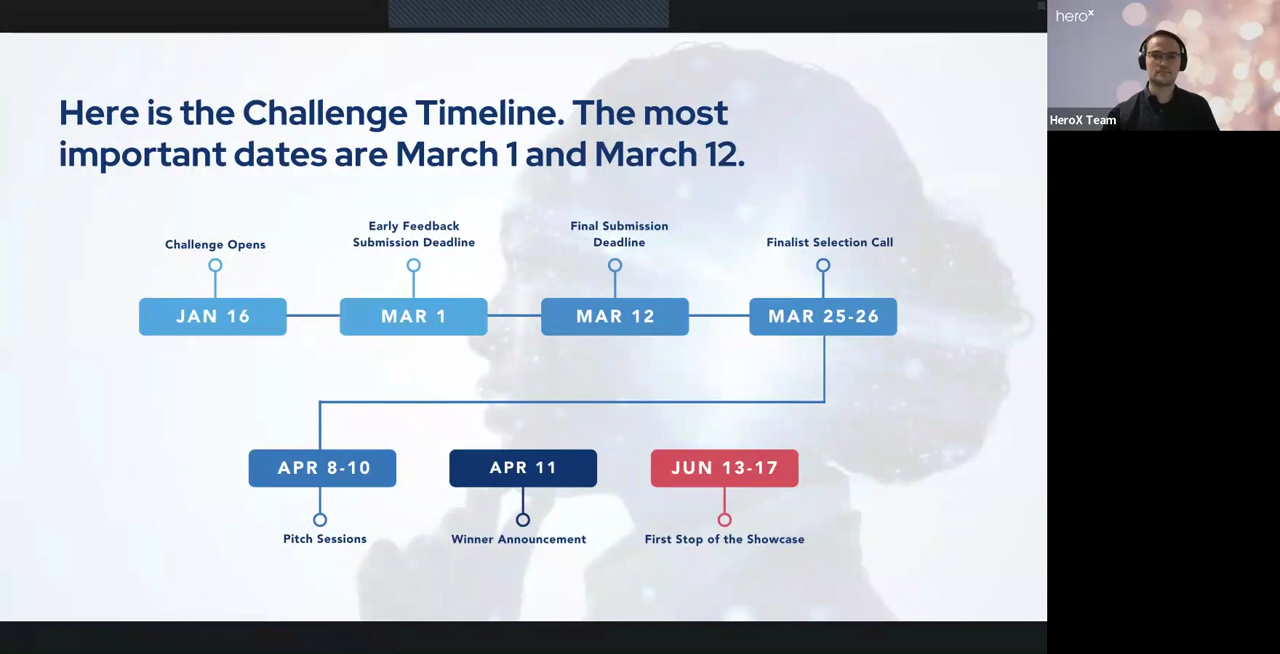 Here is the Challenge Timeline. The most
important dates are March 1 and March 12.
Challenge Opens
Early Feedback
Submission Deadline
Final Submission
Deadline
Finalist Selection Call
JAN 16
MAR 1
MAR 12
MAR 25-26
APR 8-10
APR 11
JUN 13-17
Pitch Sessions
Winner Announcement
First Stop of the Showcase
herox
HeroX Team